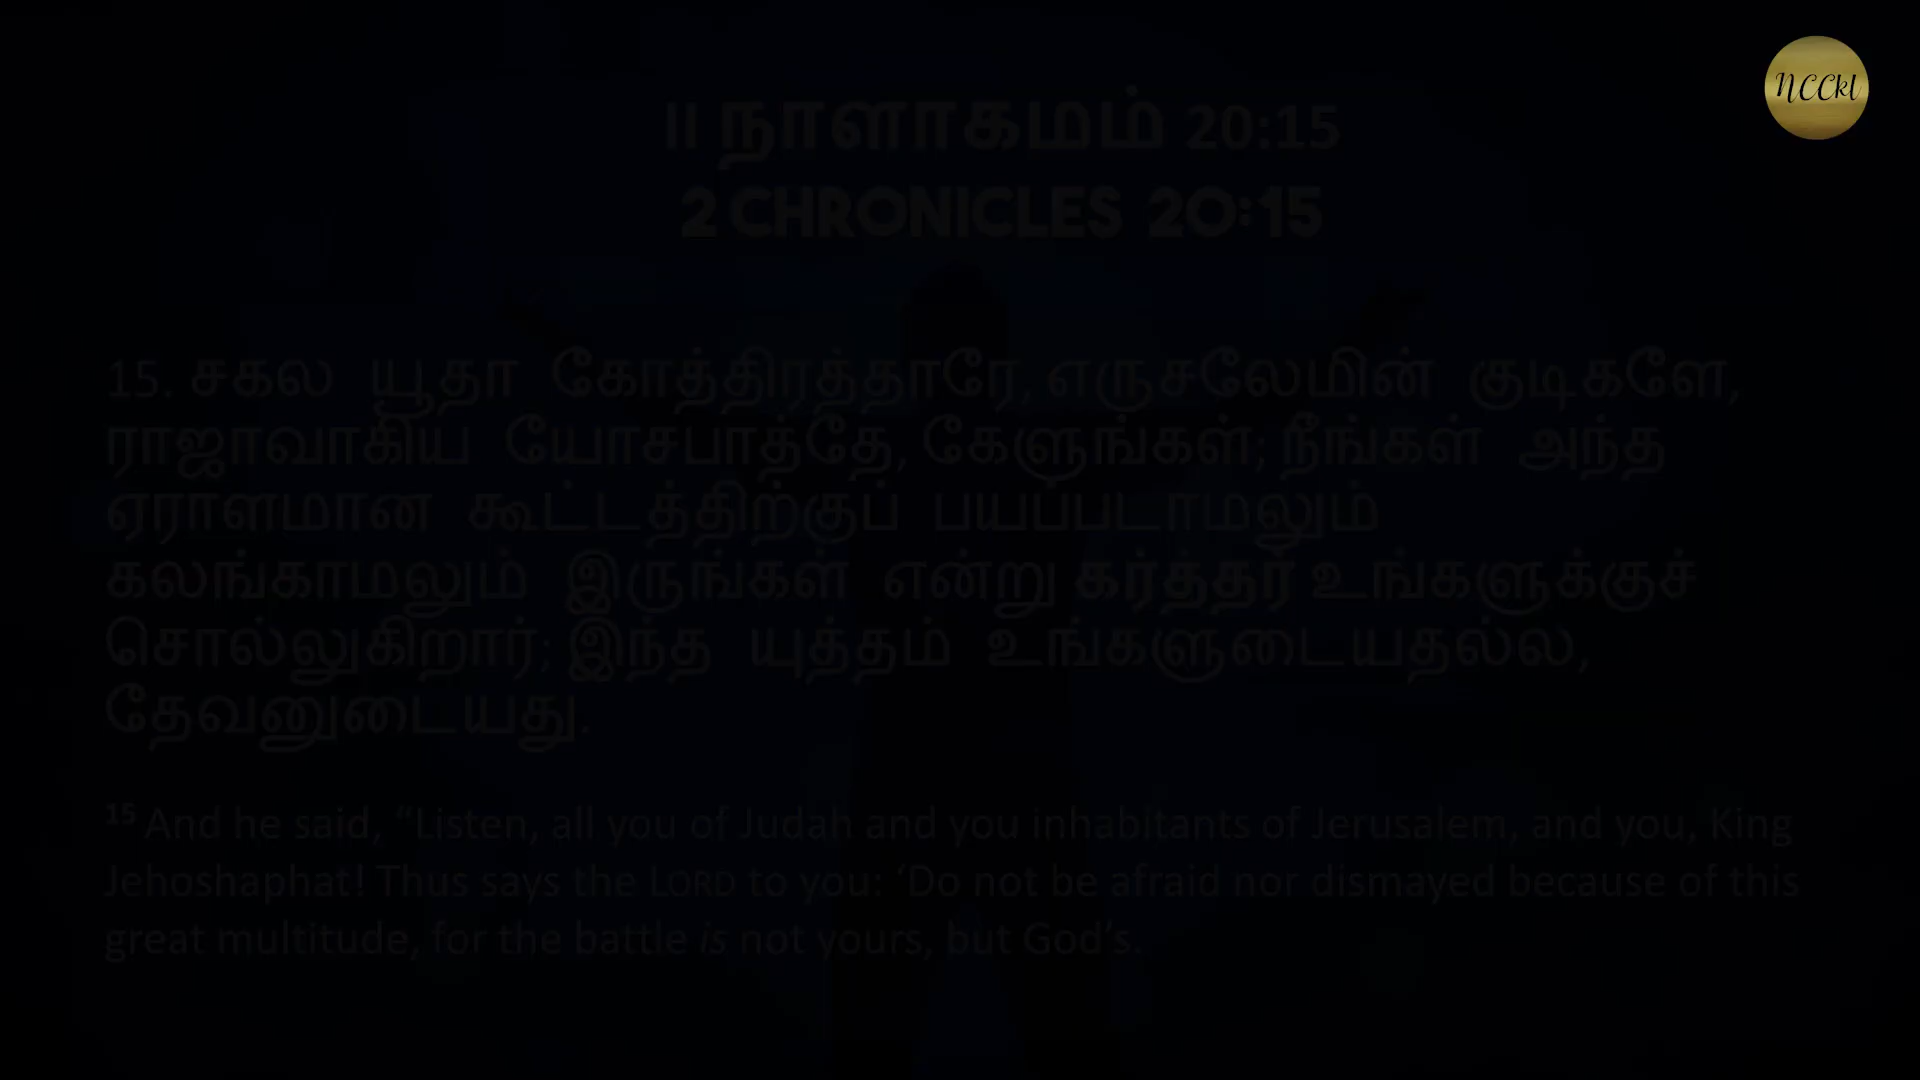 NCCkl
II நாளாகமம் 20:15
2 CHRONICLES 20:15
15. சகல யூதா கோத்திரத்தாரே, எருசலேமின் குடிகளே,
ராஜாவாகிய யோசபாத்தே, கேளுங்கள்; நீங்கள் அந்த
ஏராளமான கூட்டத்திற்குப் பயப்படாமலும்
கலங்காமலும் இருங்கள் என்று கர்த்தர் உங்களுக்குச்
சொல்லுகிறார்; இந்த யுத்தம் உங்களுடையதல்ல,
தேவனுடையது.
15 And he said, “Listen, all you of Judah and you inhabitants of Jerusalem, and you, King
Jehoshaphat! Thus says the LORD to you: ‘Do not be afraid nor dismayed because of this
great multitude, for the battle is not yours, but God’s.